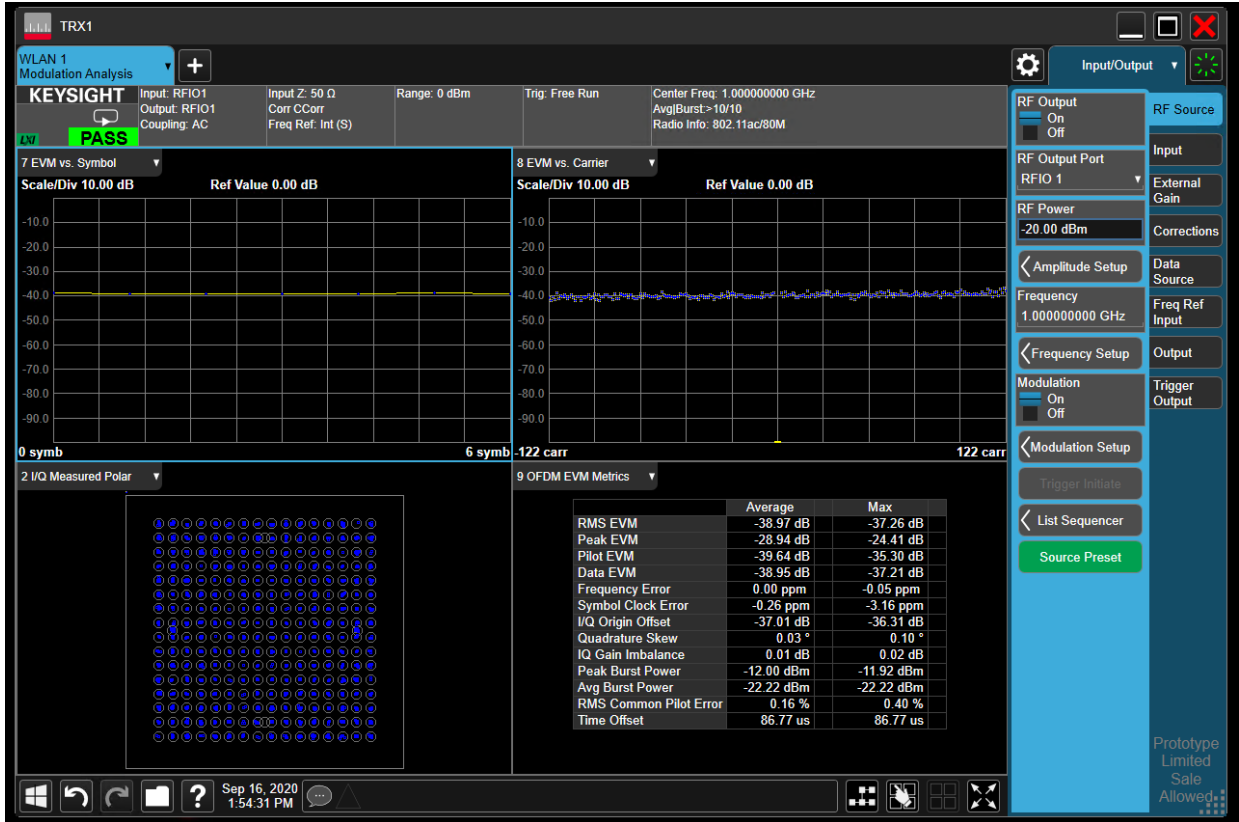 TRX1
WLAN 1
Modulation Analysis
Input/Output
KEYSIGHT
LXI
PASS
Input: RFIO1
Output: RFIO1
Coupling: AC
Input Z: 50 Ω
Corr CCorr
Freq Ref: Int (S)
Range: 0 dBm
Trig: Free Run
Center Freq: 1.000000000 GHz
Avg|Burst:>10/10
Radio Info: 802.11ac/80M
7 EVM vs. Symbol
Scale/Div 10.00 dB Ref Value 0.00 dB
-10.0
-20.0
-30.0
-40.0
-50.0
-60.0
-70.0
-80.0
-90.0
0 symb 6 symb
8 EVM vs. Carrier
Scale/Div 10.00 dB Ref Value 0.00 dB
-10.0
-20.0
-30.0
-40.0
-50.0
-60.0
-70.0
-80.0
-90.0
-122 carr 122 carr
2 I/Q Measured Polar
9 OFDM EVM Metrics
Average Max
RMS EVM -38.97 dB -37.26 dB
Peak EVM -28.94 dB -24.41 dB
Pilot EVM -39.64 dB -35.30 dB
Data EVM -38.95 dB -37.21 dB
Frequency Error 0.00 ppm -0.05 ppm
Symbol Clock Error -0.26 ppm -3.16 ppm
I/Q Origin Offset -37.01 dB -36.31 dB
Quadrature Skew 0.03 ° 0.10 °
IQ Gain Imbalance 0.01 dB 0.02 dB
Peak Burst Power -12.00 dBm -11.92 dBm
Avg Burst Power -22.22 dBm -22.22 dBm
RMS Common Pilot Error 0.16 % 0.40 %
Time Offset 86.77 us 86.77 us
RF Output
On
Off
RF Output Port
RFIO 1
RF Power
-20.00 dBm
Amplitude Setup
Frequency
1.000000000 GHz
Frequency Setup
Modulation
On
Off
Modulation Setup
Trigger Initiate
List Sequencer
Source Preset
RF Source
Input
External
Gain
Corrections
Data
Source
Freq Ref
Input
Output
Trigger
Output
Prototype
Limited
Sale
Allowed
?
Sep 16, 2020
1:54:31 PM